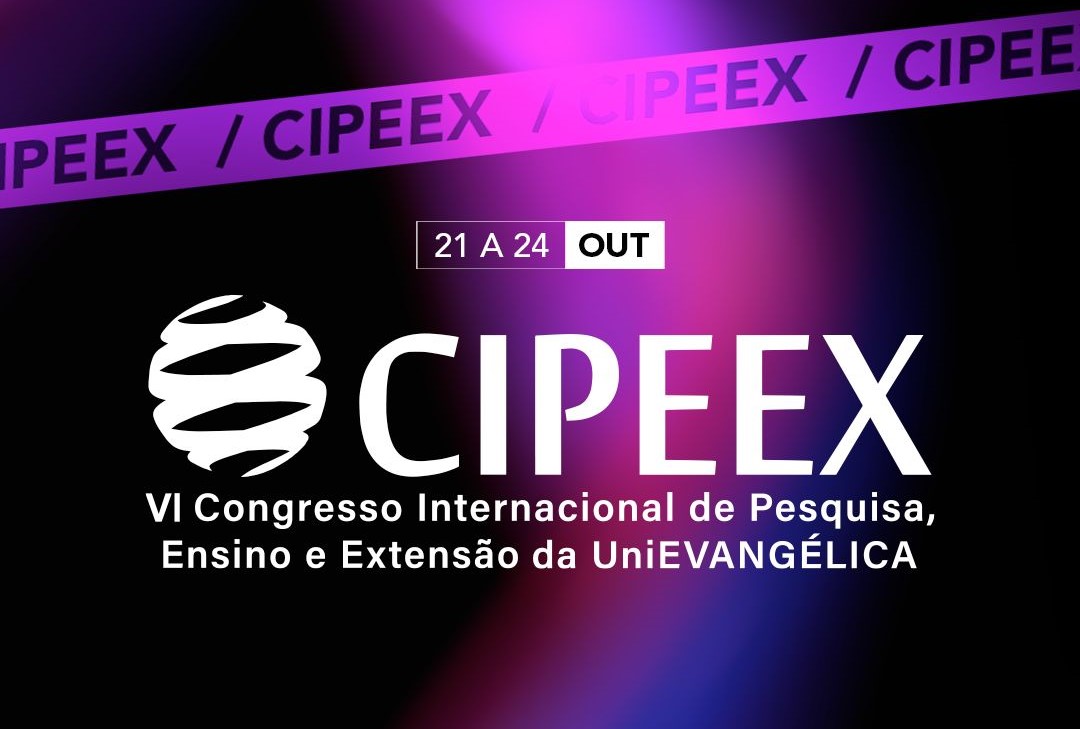 IPEEX / CIPEEX / CIPEEX / CIPEE
21 A 24 OUT
CIPEEX
VI Congresso Internacional de Pesquisa,
Ensino e Extensão da UniEVANGÉLICA